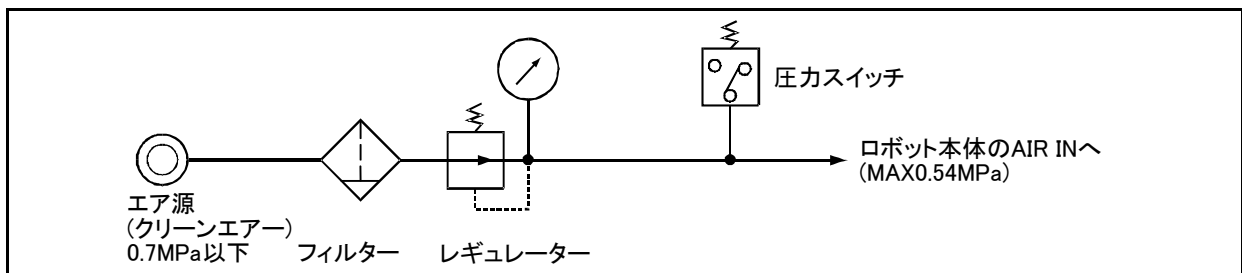 圧力スイッチ
ロボット本体のAIR INへ
(MAX0.54MPa)
エア源
(クリーンエアー)
0.7MPa以下
フィルター
レギュレーター